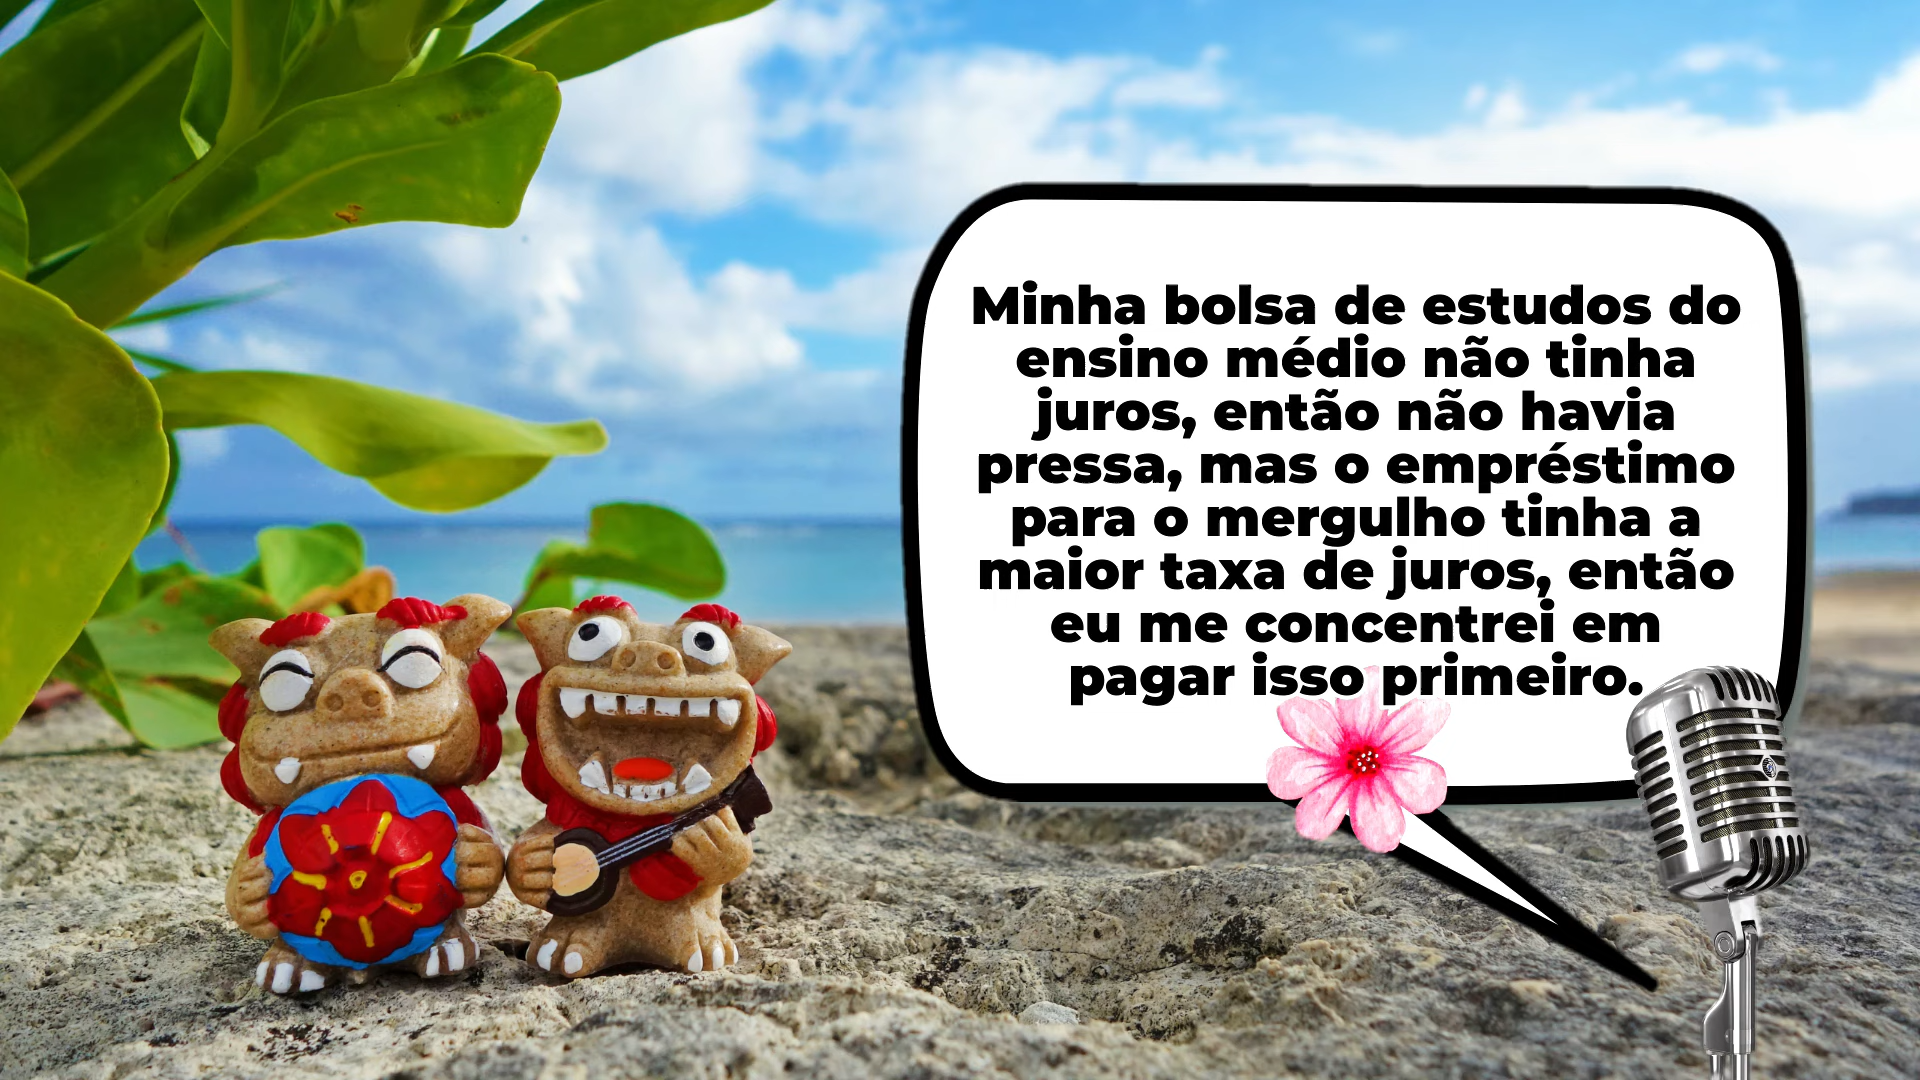 Minha bolsa de estudos do
ensino médio não tinha
juros, então não havia
pressa, mas o empréstimo
para o mergulho tinha a
maior taxa de juros, então
eu me concentrei em
pagar isso primeiro.